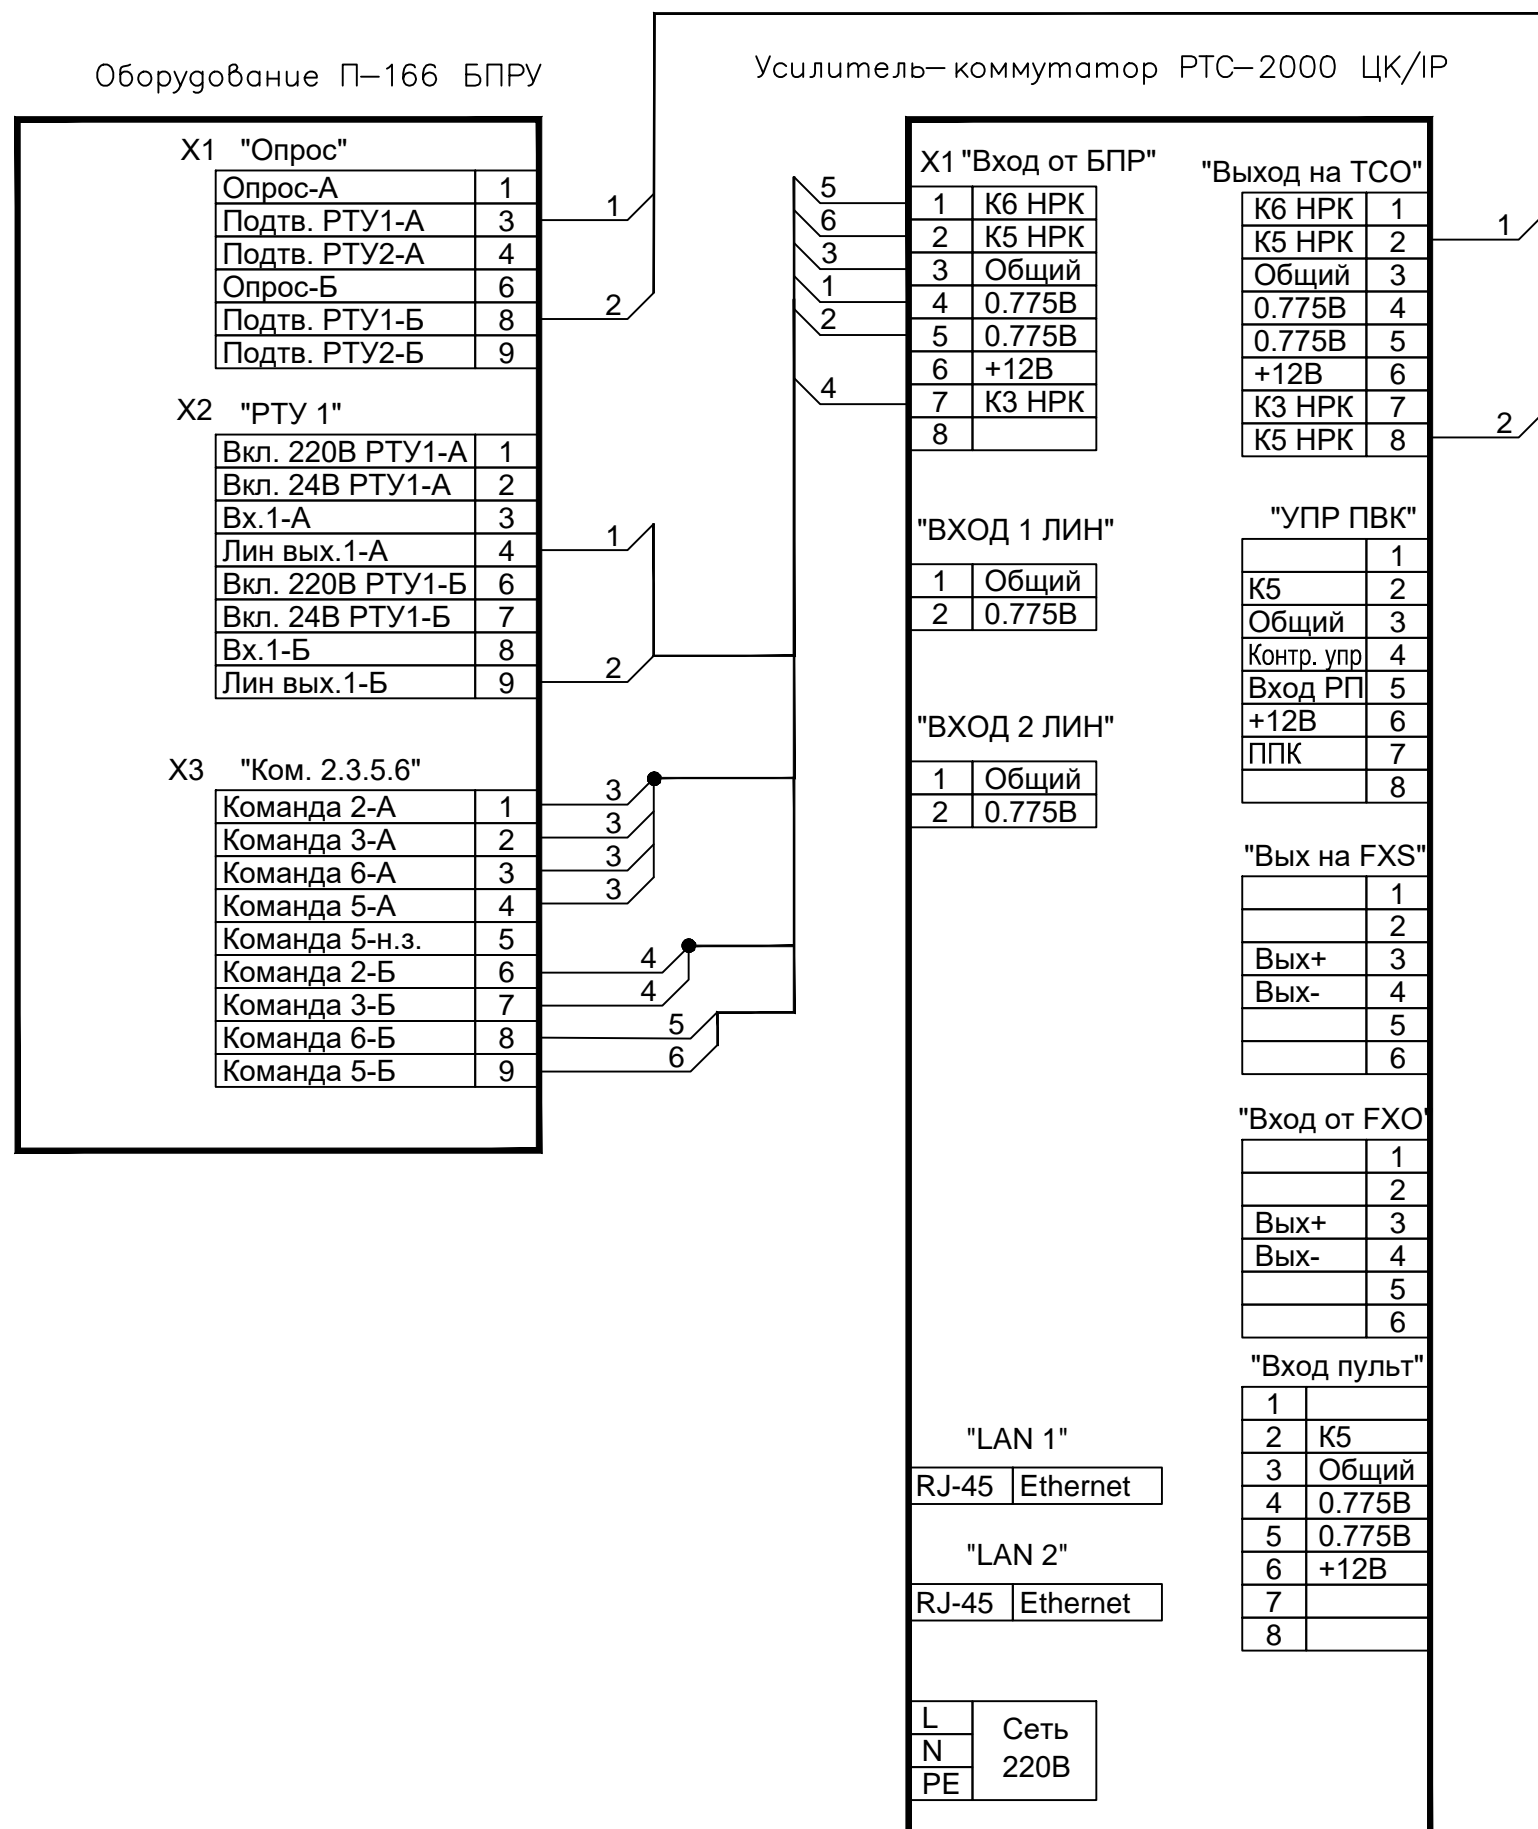 Оборудование П-166 БПРУ
X1 "Опрос"
Опрос-А 1
1
Подтв. РТУ1-А 3
Подтв. РТУ2-А 4
Опрос-Б 6
2
Подтв. РТУ1-Б 8
Подтв. РТУ2-Б 9
X2 "РТУ 1"
Вкл. 220В РТУ1-А 1
Вкл. 24В РТУ1-А 2
Вх.1-А 3
1
Лин вых.1-А 4
Вкл. 220В РТУ1-Б 6
Вкл. 24В РТУ1-Б 7
Вх.1-Б 8
2
Лин вых.1-Б 9
X3 "Ком. 2.3.5.6"
3
Команда 2-А 1
3
Команда 3-А 2
3
Команда 6-А 3
3
Команда 5-А 4
Команда 5-н.з. 5
4
Команда 2-Б 6
4
Команда 3-Б 7
5
Команда 6-Б 8
6
Команда 5-Б 9
Усилитель-коммутатор РТС-2000 ЦК/IP
X1 "Вход от БПР"
5
1 К6 НРК
6
2 К5 НРК
3
3 Общий
1
4 0.775В
2
5 0.775В
6 +12В
4
7 К3 НРК
8
"ВХОД 1 ЛИН"
1 Общий
2 0.775В
"ВХОД 2 ЛИН"
1 Общий
2 0.775В
"LAN 1"
RJ-45 Ethernet
"LAN 2"
RJ-45 Ethernet
L
N
PE
Сеть
220В
"Выход на ТСО"
К6 НРК 1
1
К5 НРК 2
Общий 3
0.775В 4
0.775В 5
+12В 6
К3 НРК 7
2
К5 НРК 8
"УПР ПВК"
1
К5 2
Общий 3
Контр. упр 4
Вход РП 5
+12В 6
ППК 7
8
"Вых на FXS"
1
2
Вых+ 3
Вых- 4
5
6
"Вход от FXO"
1
2
Вых+ 3
Вых- 4
5
6
"Вход пульт"
1
2 К5
3 Общий
4 0.775В
5 0.775В
6 +12В
7
8